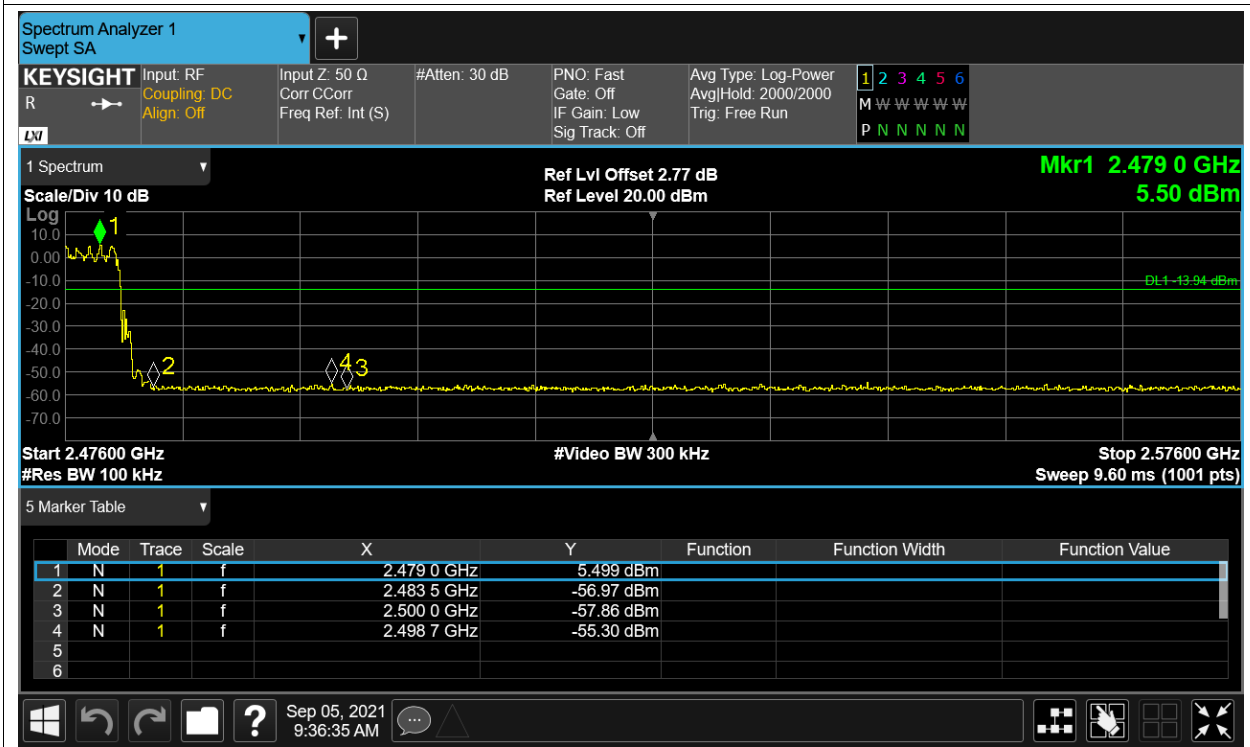 Spectrum Analyzer 1
Swept SA
KEYSIGHT
R
LXI
Input: RF
Coupling: DC
Align: Off
Input Z: 50 Ω
Corr CCorr
Freq Ref: Int (S)
#Atten: 30 dB
PNO: Fast
Gate: Off
IF Gain: Low
Sig Track: Off
Avg Type: Log-Power
Avg|Hold: 2000/2000
Trig: Free Run
1 2 3 4 5 6
M W W W W W
P N N N N N
1 Spectrum
Scale/Div 10 dB
Ref Lvl Offset 2.77 dB
Ref Level 20.00 dBm
Mkr1 2.479 0 GHz
5.50 dBm
Log
10.0
0.00
-10.0
-20.0
-30.0
-40.0
-50.0
-60.0
-70.0
1
2
4 3
DL1 -13.94 dBm
Start 2.47600 GHz
#Res BW 100 kHz
#Video BW 300 kHz
Stop 2.57600 GHz
Sweep 9.60 ms (1001 pts)
5 Marker Table
Mode Trace Scale X Y Function Function Width Function Value
1 N 1 f 2.479 0 GHz 5.499 dBm
2 N 1 f 2.483 5 GHz -56.97 dBm
3 N 1 f 2.500 0 GHz -57.86 dBm
4 N 1 f 2.498 7 GHz -55.30 dBm
5
6
?
Sep 05, 2021
9:36:35 AM